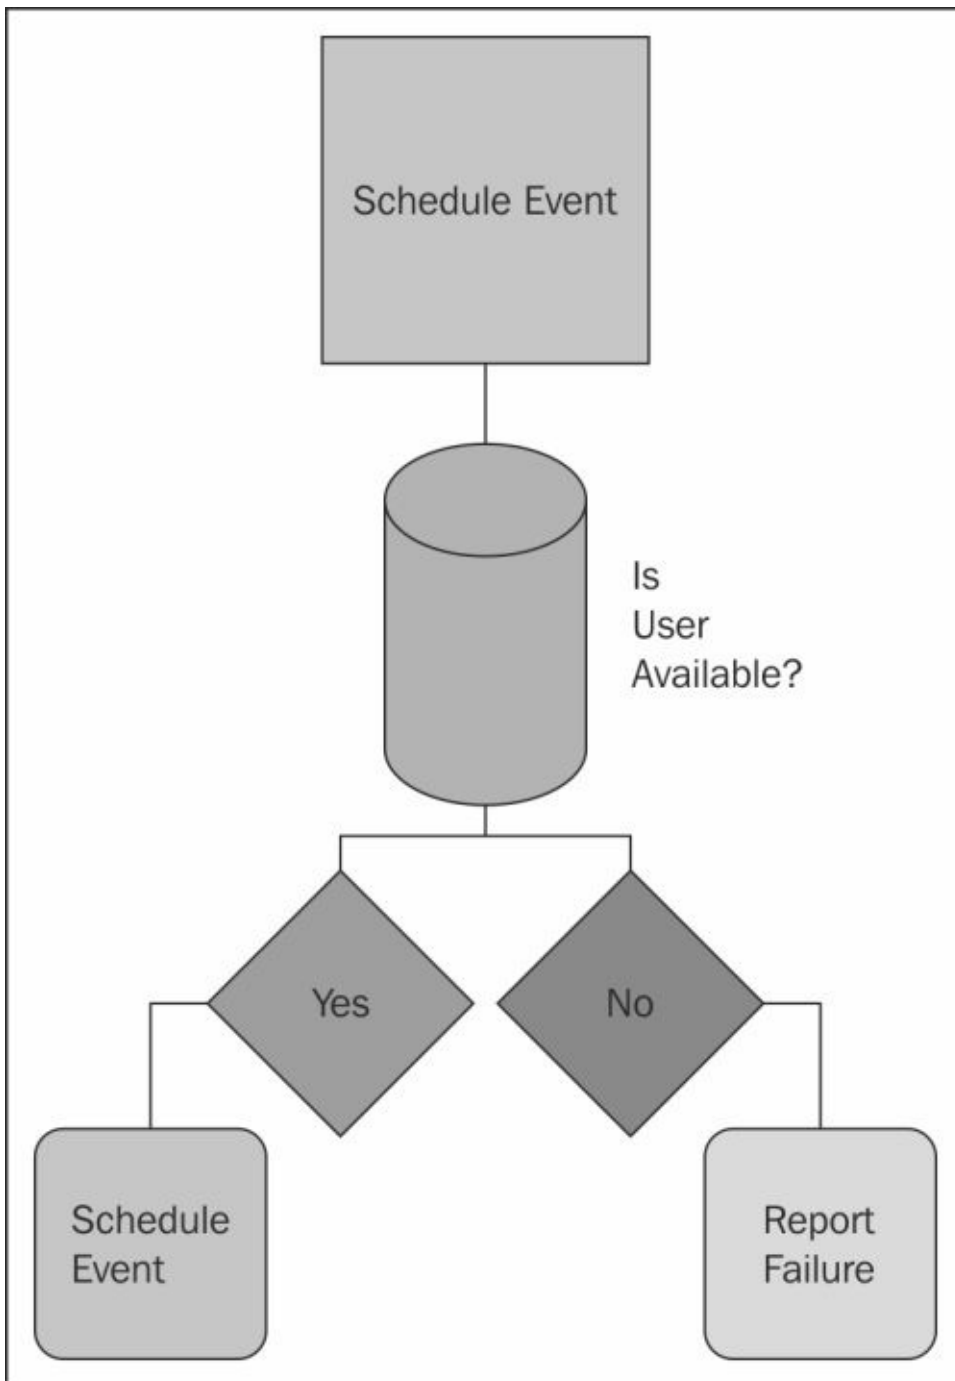 Schedule Event
Is
User
Available?
Yes
No
Schedule
Event
Report
Failure